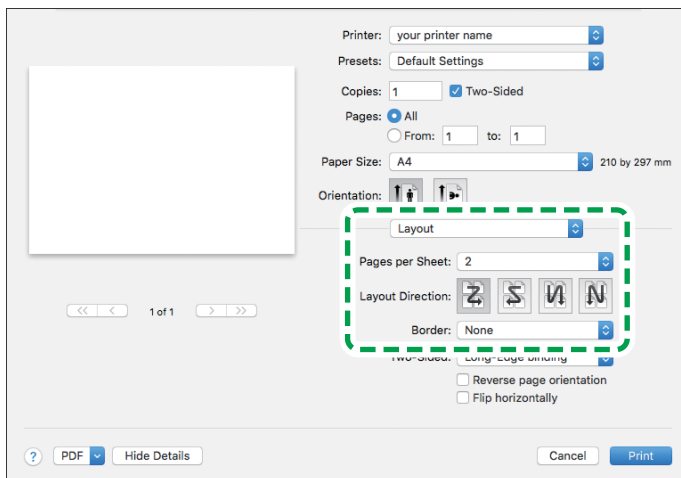 Printer: your printer name
Presets: Default Settings
Copies: 1 Two-Sided
Pages: All
From: 1 to: 1
Paper Size: A4 210 by 297 mm
Orientation:
Layout
Pages per Sheet: 2
Layout Direction:
Border: None
Two-Sided: Long-Edge binding
Reverse page orientation
Flip horizontally
1 of 1
? PDF Hide Details Cancel Print